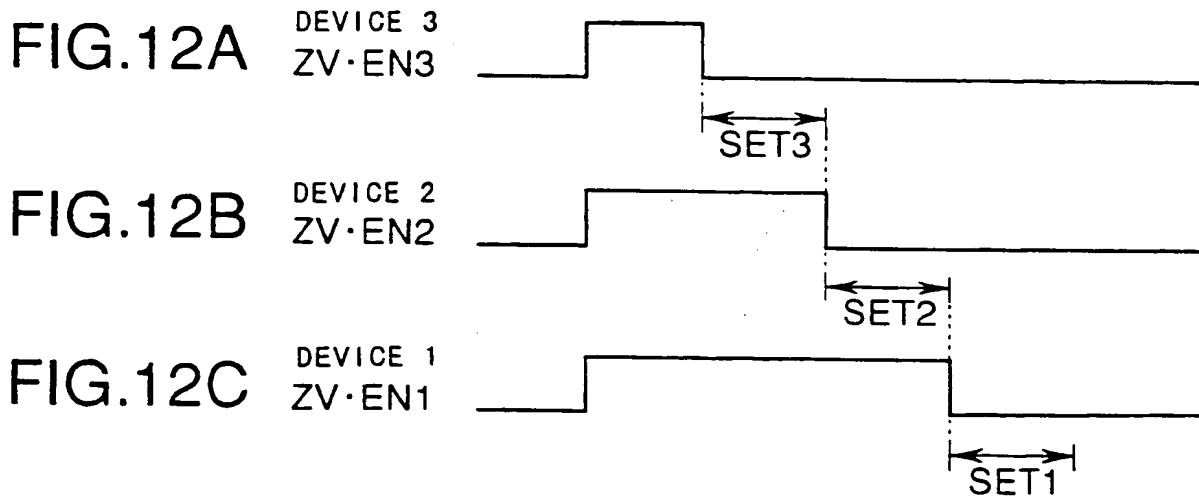 FIG.12A
DEVICE 3
ZV·EN3
SET3
FIG.12B
DEVICE 2
ZV·EN2
SET2
FIG.12C
DEVICE 1
ZV·EN1
SET1